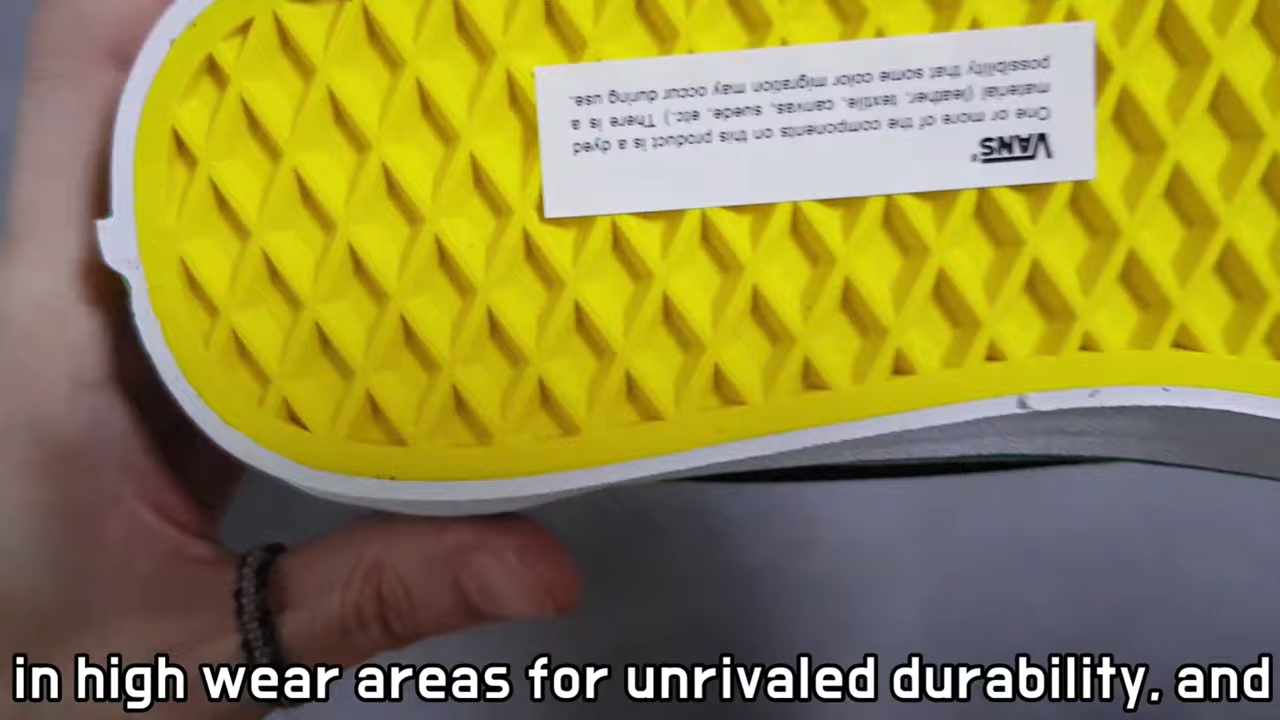 VANS
One or more of the components on this product is a dyed
material (leather, textile, canvas, suede, etc.) There is a
possibility that some color migration may occur during use.
in high wear areas for unrivaled durability, and